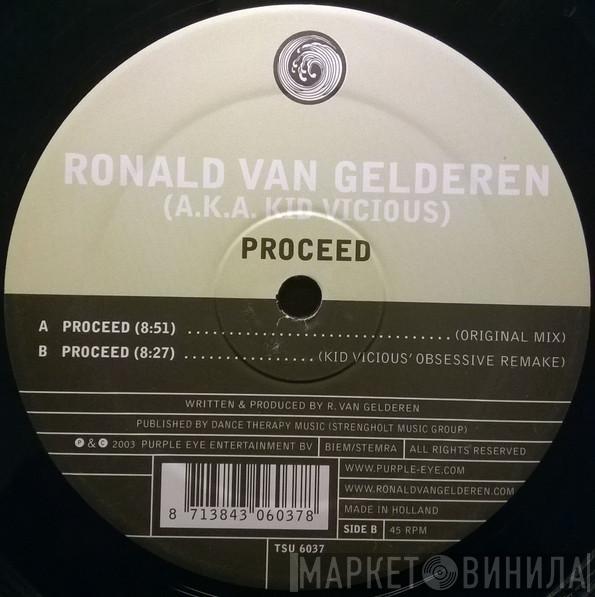 RONALD VAN GELDEREN
(A.K.A. KID VICIOUS)
PROCEED
A PROCEED (8:51) ................................. (ORIGINAL MIX)
B PROCEED (8:27) ............... (KID VICIOUS' OBSESSIVE REMAKE)
WRITTEN & PRODUCED BY R. VAN GELDEREN
PUBLISHED BY DANCE THERAPY MUSIC (STRENGHOLT MUSIC GROUP)
℗ & © 2003 PURPLE EYE ENTERTAINMENT BV BIEM/STEMRA ALL RIGHTS RESERVED
WWW.PURPLE-EYE.COM
WWW.RONALDVANGELDEREN.COM
MADE IN HOLLAND
SIDE B 45 RPM
8 713843 060378
TSU 6037
МАРКЕТ ВИНИЛА